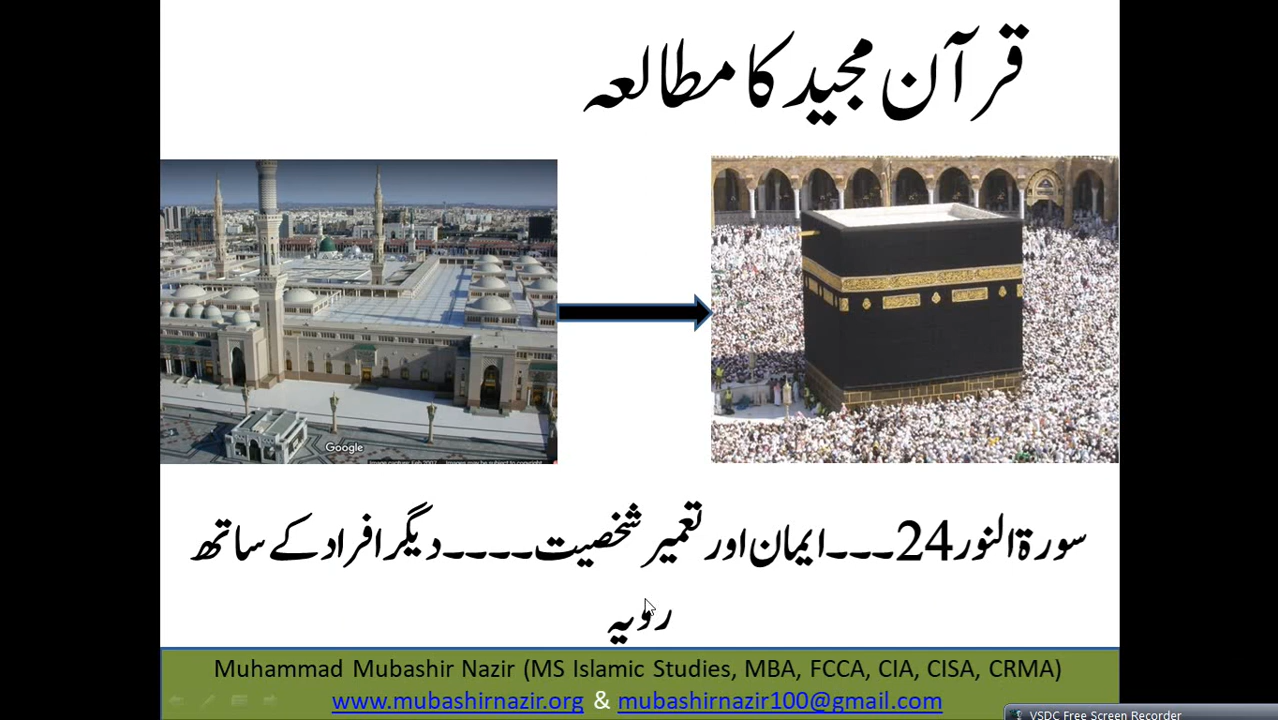 قرآن مجید کا مطالعہ
Google
سورۃ النور 24۔۔۔ایمان اور تعمیر شخصیت۔۔۔۔دیگر افراد کے ساتھ
رویہ
Muhammad Mubashir Nazir (MS Islamic Studies, MBA, FCCA, CIA, CISA, CRMA)
www.mubashirnazir.org & mubashirnazir100@gmail.com
VSDC Free Screen Recorder